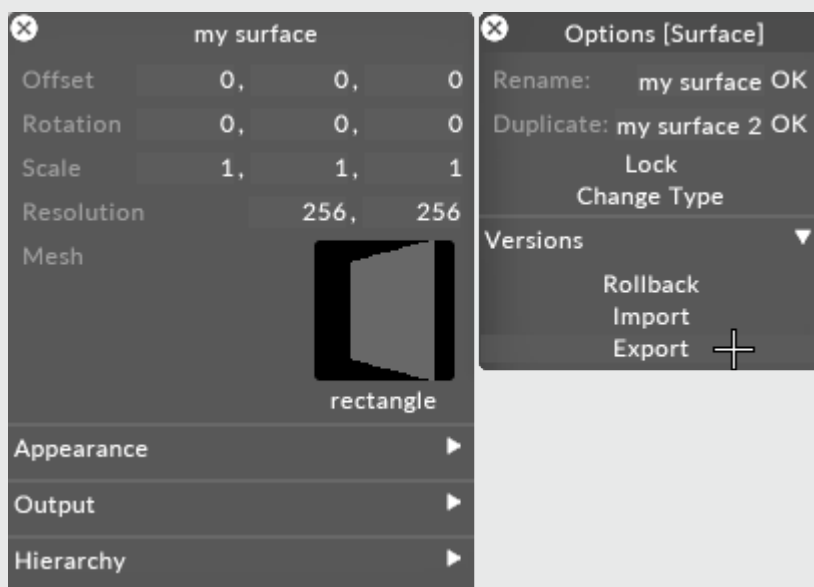 my surface
Offset 0, 0, 0
Rotation 0, 0, 0
Scale 1, 1, 1
Resolution 256, 256
Mesh
rectangle
Appearance
Output
Hierarchy
Options [Surface]
Rename: my surface OK
Duplicate: my surface 2 OK
Lock
Change Type
Versions
Rollback
Import
Export